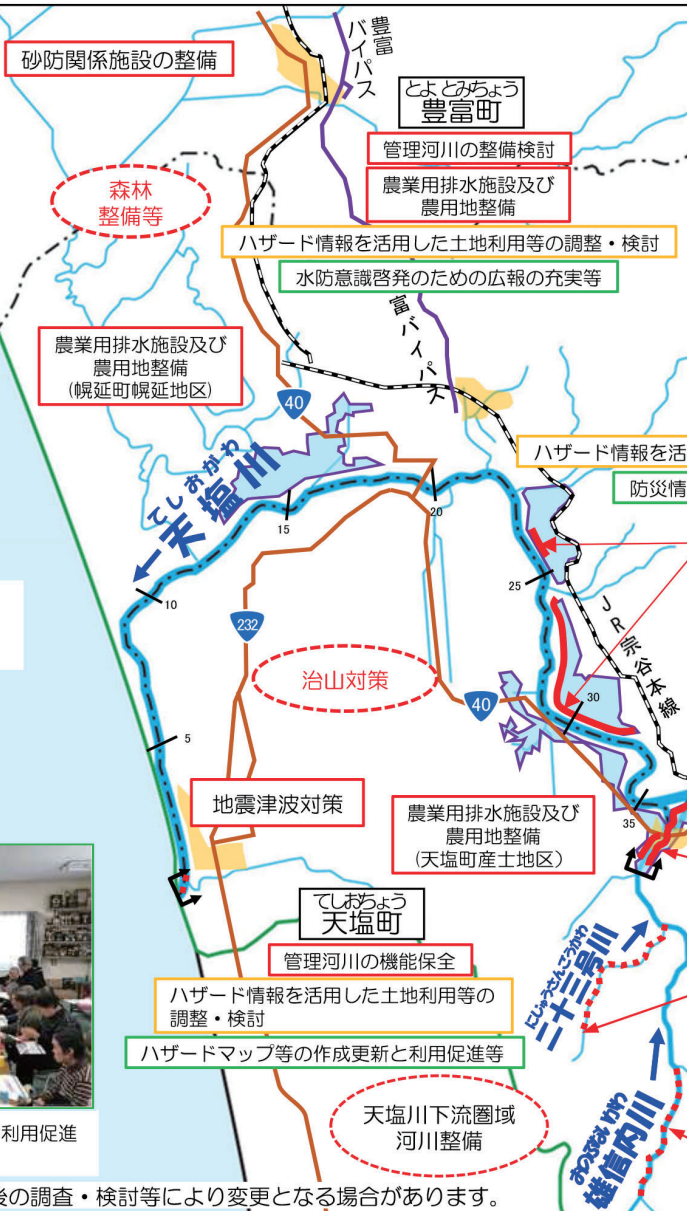 砂防関係施設の整備
豊富
バイパス
とよとみちょう
豊富町
管理河川の整備検討
農業用排水施設及び
農用地整備
森林
整備等
ハザード情報を活用した土地利用等の調整・検討
水防意識啓発のための広報の充実等
富バイパス
農業用排水施設及び
農用地整備
(幌延町幌延地区)
40
てしおがわ
天塩川
ハザード情報を活
防災情
20
15
25
10
JR宗谷本線
232
治山対策
30
40
5
地震津波対策
農業用排水施設及び
農用地整備
(天塩町産士地区)
35
てしおちょう
天塩町
管理河川の機能保全
ハザード情報を活用した土地利用等の
調整・検討
ハザードマップ等の作成更新と利用促進等
にじゅうさんごうかわ
二十三号川
天塩川下流圏域
河川整備
おのぶない かわ
雄信内川
利用促進
後の調査・検討等により変更となる場合があります。